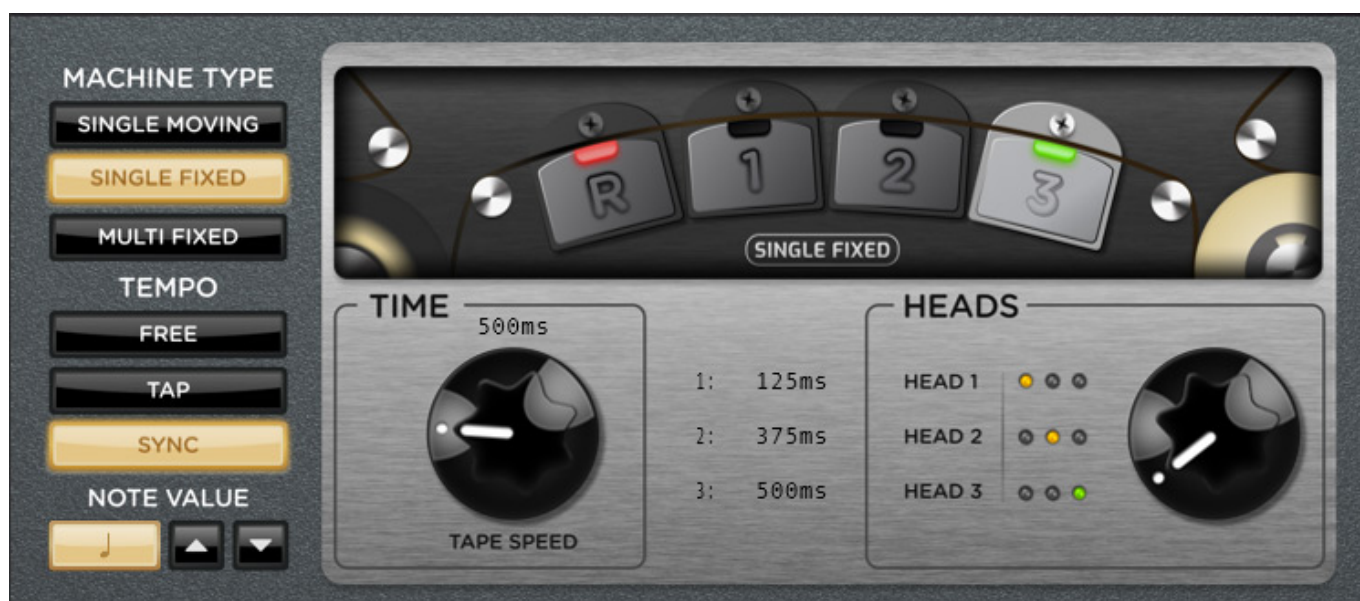 MACHINE TYPE
SINGLE MOVING
SINGLE FIXED
MULTI FIXED
TEMPO
FREE
TAP
SYNC
NOTE VALUE
R 1 2 3
SINGLE FIXED
TIME
500ms
TAPE SPEED
1: 125ms
2: 375ms
3: 500ms
HEADS
HEAD 1
HEAD 2
HEAD 3